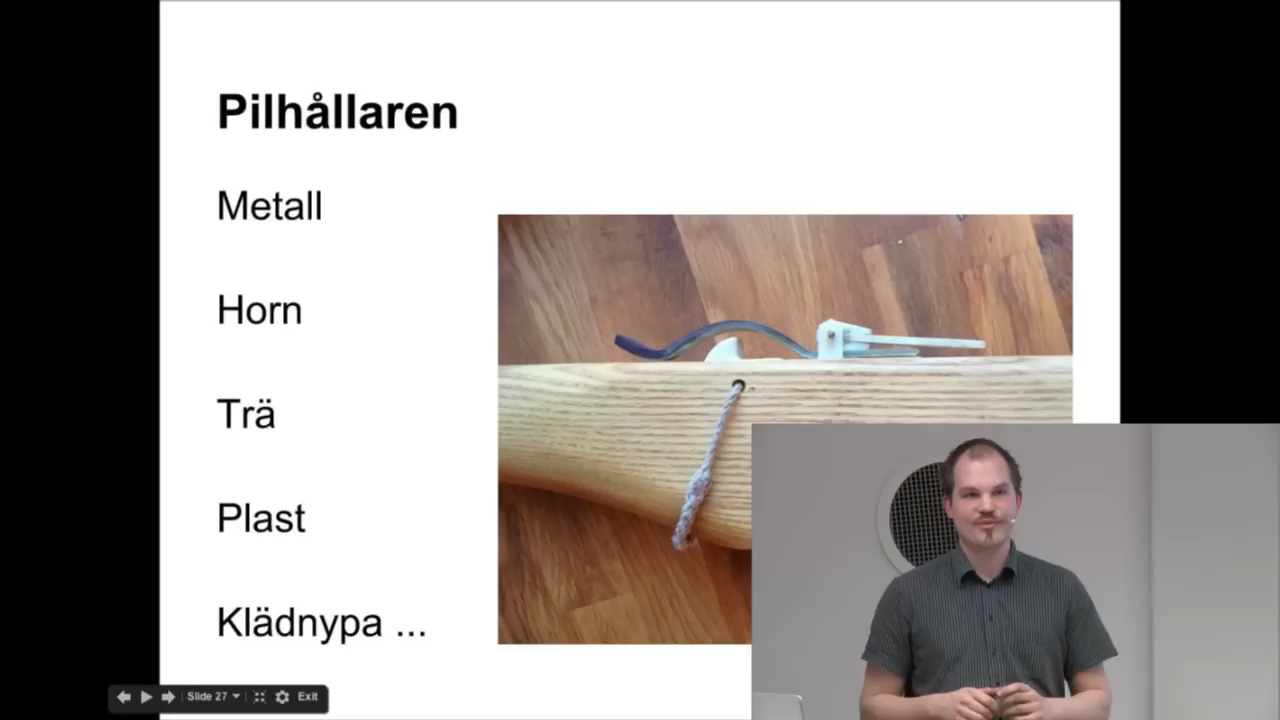 Pilhållaren
Metall
Horn
Trä
Plast
Klädnypa ...
Slide 27
Exit